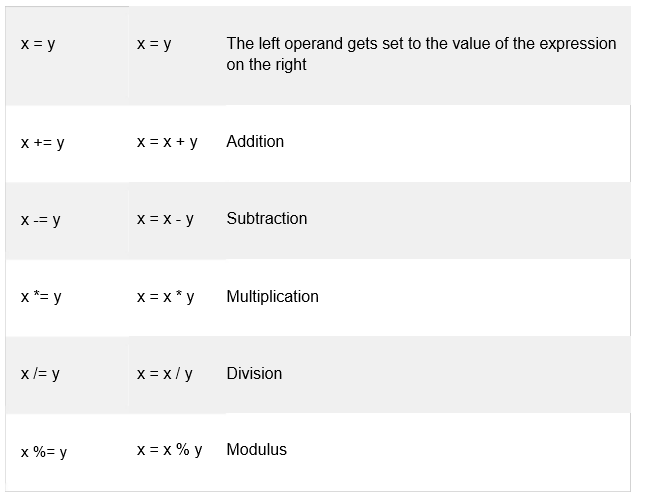 x = y x = y The left operand gets set to the value of the expression
on the right
x += y x = x + y Addition
x -= y x = x - y Subtraction
x *= y x = x * y Multiplication
x /= y x = x / y Division
x %= y x = x % y Modulus